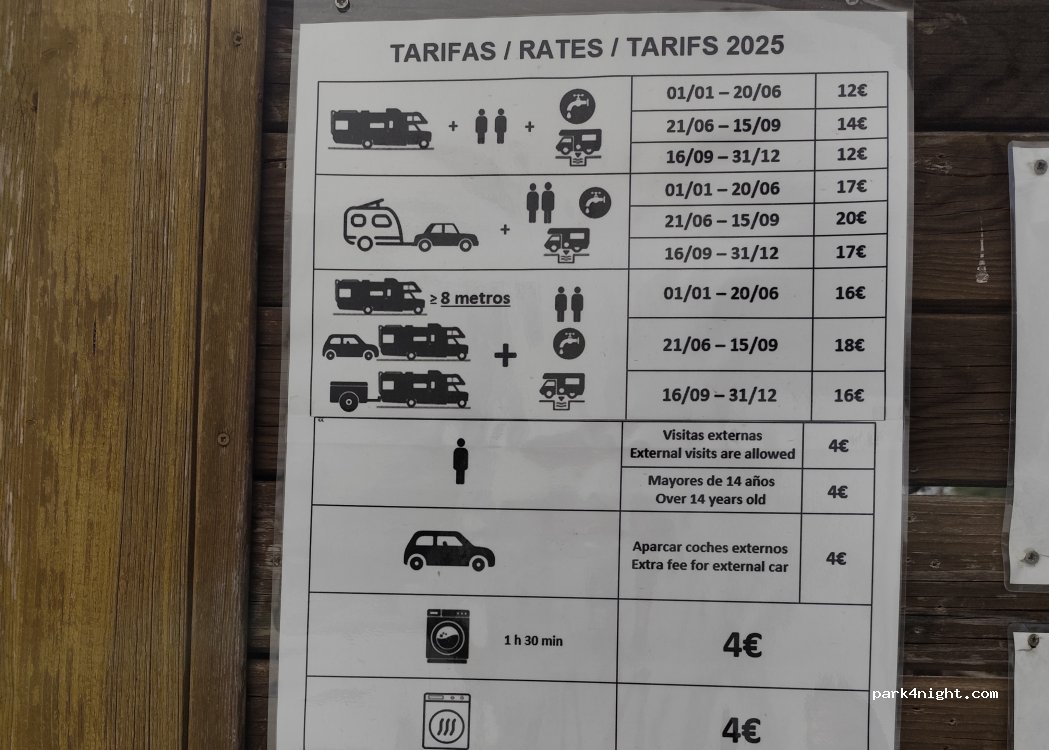 TARIFAS / RATES / TARIFS 2025
+ + 01/01 – 20/06 12€
21/06 – 15/09 14€
16/09 – 31/12 12€
+ 01/01 – 20/06 17€
21/06 – 15/09 20€
16/09 – 31/12 17€
≥ 8 metros 01/01 – 20/06 16€
+ 21/06 – 15/09 18€
16/09 – 31/12 16€
Visitas externas
External visits are allowed 4€
Mayores de 14 años
Over 14 years old 4€
Aparcar coches externos
Extra fee for external car 4€
1 h 30 min 4€
4€
park4night.com